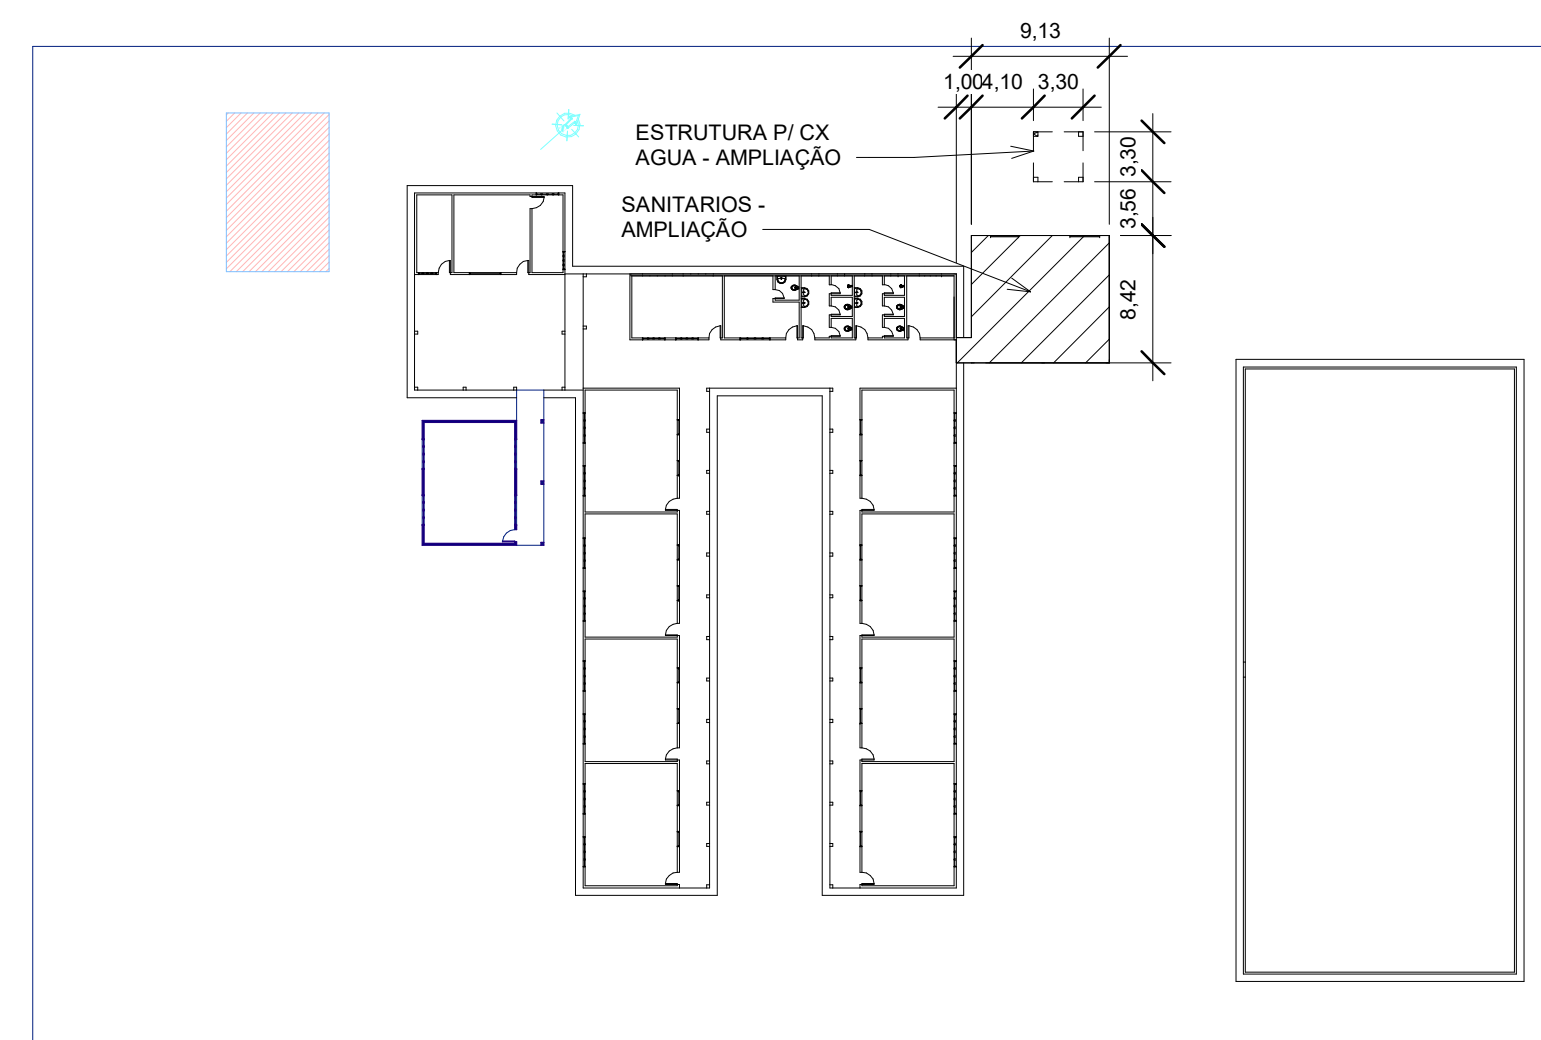 9,13
1,00
4,10
3,30
ESTRUTURA P/ CX
AGUA - AMPLIAÇÃO
3,30
SANITARIOS -
AMPLIAÇÃO
3,56
8,42